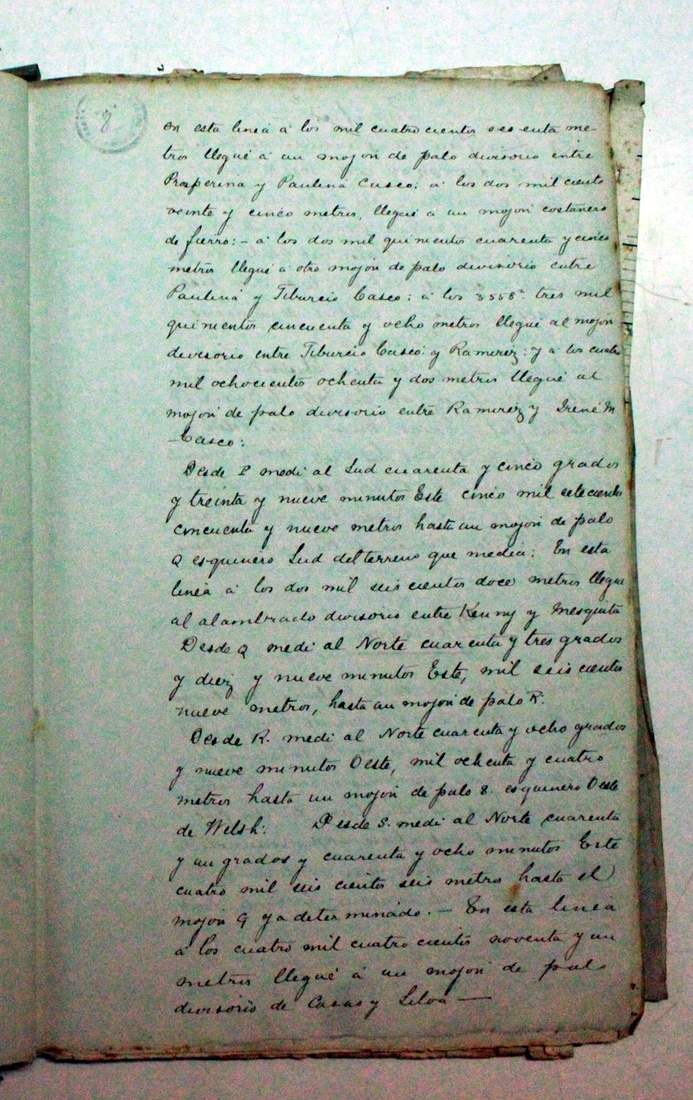 8
en esta linea á los mil cuatro cientos sesenta me-
tros llegué á un mojon de palo divisorio entre
Prosperina y Paulina Casco; á los dos mil ciento
veinte y cinco metros, llegué a un mojon costanero
de fierro: - á los dos mil quinientos cuarenta y cinco
metros llegué á otro mojon de palo divisorio entre
Paulina y Tiburcio Casco: á los 3558m tres mil
quinientos cincuenta y ocho metros llegué al mojon
divisorio entre Tiburcio Casco y Ramirez: y a los cuatro
mil ochocientos ochenta y dos metros llegué al
mojon de palo divisorio entre Ramirez y Irené M
-Casco:
Desde P medi al Sud cuarenta y cinco grados
y treinta y nueve minutos Este cinco mil setecientos
cincuenta y nueve metros hasta un mojon de palo
Q esquinero Sud del terreno que media: En esta
linea á los dos mil seis cientos doce metros llegue
al alambrado divisorio entre Kenny y Mesquita
Desde Q medi al Norte cuarenta y tres grados
y diez y nueve minutos Este, mil seis cientos
nueve metros, hasta un mojon de palo R.
Desde R. medi al Norte cuarenta y ocho grados
y nueve minutos Oeste, mil ochenta y cuatro
metros hasta un mojon de palo S. esquinero Oeste
de Welsh: Desde S. medi al Norte cuarenta
y un grados y cuarenta y ocho minutos Este
cuatro mil seis cientos seis metros hasta el
mojon G ya determinado. - En esta linea
á los cuatro mil cuatro cientos noventa y un
metros llegué á un mojon de palo
divisorio de Casas y Silva —